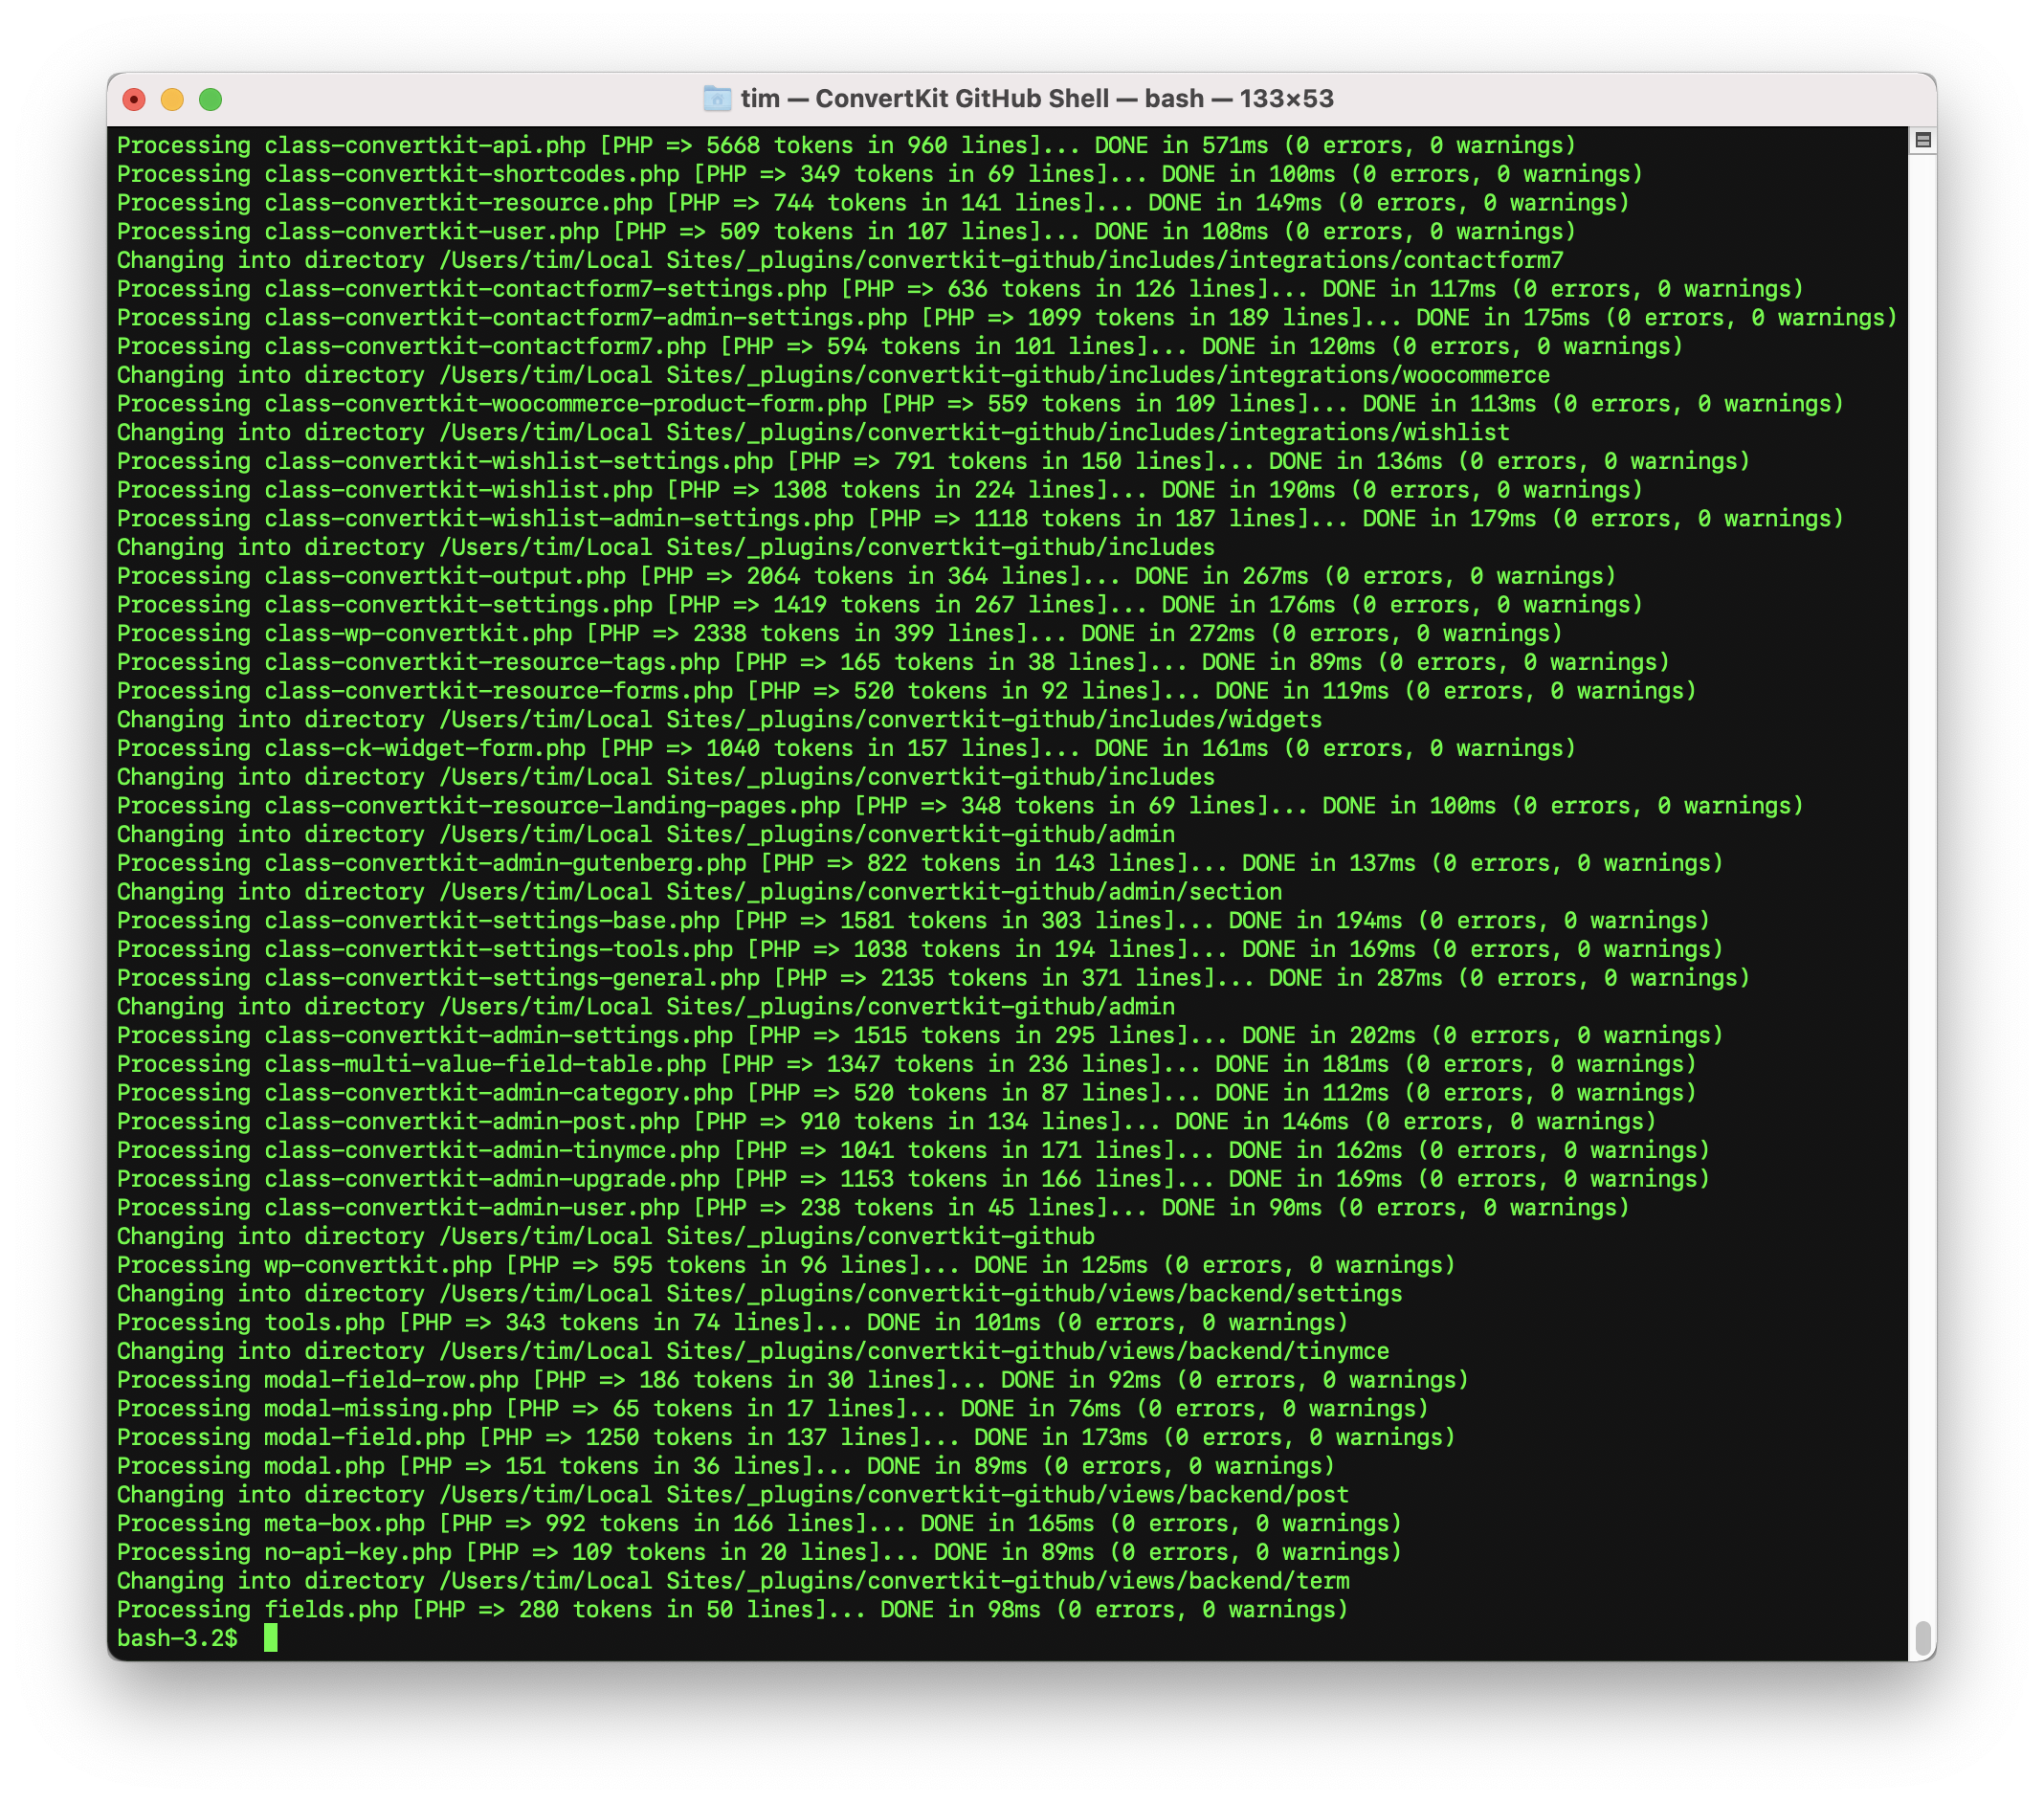 tim — ConvertKit GitHub Shell — bash — 133×53
Processing class-convertkit-api.php [PHP => 5668 tokens in 960 lines]... DONE in 571ms (0 errors, 0 warnings)
Processing class-convertkit-shortcodes.php [PHP => 349 tokens in 69 lines]... DONE in 100ms (0 errors, 0 warnings)
Processing class-convertkit-resource.php [PHP => 744 tokens in 141 lines]... DONE in 149ms (0 errors, 0 warnings)
Processing class-convertkit-user.php [PHP => 509 tokens in 107 lines]... DONE in 108ms (0 errors, 0 warnings)
Changing into directory /Users/tim/Local Sites/_plugins/convertkit-github/includes/integrations/contactform7
Processing class-convertkit-contactform7-settings.php [PHP => 636 tokens in 126 lines]... DONE in 117ms (0 errors, 0 warnings)
Processing class-convertkit-contactform7-admin-settings.php [PHP => 1099 tokens in 189 lines]... DONE in 175ms (0 errors, 0 warnings)
Processing class-convertkit-contactform7.php [PHP => 594 tokens in 101 lines]... DONE in 120ms (0 errors, 0 warnings)
Changing into directory /Users/tim/Local Sites/_plugins/convertkit-github/includes/integrations/woocommerce
Processing class-convertkit-woocommerce-product-form.php [PHP => 559 tokens in 109 lines]... DONE in 113ms (0 errors, 0 warnings)
Changing into directory /Users/tim/Local Sites/_plugins/convertkit-github/includes/integrations/wishlist
Processing class-convertkit-wishlist-settings.php [PHP => 791 tokens in 150 lines]... DONE in 136ms (0 errors, 0 warnings)
Processing class-convertkit-wishlist.php [PHP => 1308 tokens in 224 lines]... DONE in 190ms (0 errors, 0 warnings)
Processing class-convertkit-wishlist-admin-settings.php [PHP => 1118 tokens in 187 lines]... DONE in 179ms (0 errors, 0 warnings)
Changing into directory /Users/tim/Local Sites/_plugins/convertkit-github/includes
Processing class-convertkit-output.php [PHP => 2064 tokens in 364 lines]... DONE in 267ms (0 errors, 0 warnings)
Processing class-convertkit-settings.php [PHP => 1419 tokens in 267 lines]... DONE in 176ms (0 errors, 0 warnings)
Processing class-wp-convertkit.php [PHP => 2338 tokens in 399 lines]... DONE in 272ms (0 errors, 0 warnings)
Processing class-convertkit-resource-tags.php [PHP => 165 tokens in 38 lines]... DONE in 89ms (0 errors, 0 warnings)
Processing class-convertkit-resource-forms.php [PHP => 520 tokens in 92 lines]... DONE in 119ms (0 errors, 0 warnings)
Changing into directory /Users/tim/Local Sites/_plugins/convertkit-github/includes/widgets
Processing class-ck-widget-form.php [PHP => 1040 tokens in 157 lines]... DONE in 161ms (0 errors, 0 warnings)
Changing into directory /Users/tim/Local Sites/_plugins/convertkit-github/includes
Processing class-convertkit-resource-landing-pages.php [PHP => 348 tokens in 69 lines]... DONE in 100ms (0 errors, 0 warnings)
Changing into directory /Users/tim/Local Sites/_plugins/convertkit-github/admin
Processing class-convertkit-admin-gutenberg.php [PHP => 822 tokens in 143 lines]... DONE in 137ms (0 errors, 0 warnings)
Changing into directory /Users/tim/Local Sites/_plugins/convertkit-github/admin/section
Processing class-convertkit-settings-base.php [PHP => 1581 tokens in 303 lines]... DONE in 194ms (0 errors, 0 warnings)
Processing class-convertkit-settings-tools.php [PHP => 1038 tokens in 194 lines]... DONE in 169ms (0 errors, 0 warnings)
Processing class-convertkit-settings-general.php [PHP => 2135 tokens in 371 lines]... DONE in 287ms (0 errors, 0 warnings)
Changing into directory /Users/tim/Local Sites/_plugins/convertkit-github/admin
Processing class-convertkit-admin-settings.php [PHP => 1515 tokens in 295 lines]... DONE in 202ms (0 errors, 0 warnings)
Processing class-multi-value-field-table.php [PHP => 1347 tokens in 236 lines]... DONE in 181ms (0 errors, 0 warnings)
Processing class-convertkit-admin-category.php [PHP => 520 tokens in 87 lines]... DONE in 112ms (0 errors, 0 warnings)
Processing class-convertkit-admin-post.php [PHP => 910 tokens in 134 lines]... DONE in 146ms (0 errors, 0 warnings)
Processing class-convertkit-admin-tinymce.php [PHP => 1041 tokens in 171 lines]... DONE in 162ms (0 errors, 0 warnings)
Processing class-convertkit-admin-upgrade.php [PHP => 1153 tokens in 166 lines]... DONE in 169ms (0 errors, 0 warnings)
Processing class-convertkit-admin-user.php [PHP => 238 tokens in 45 lines]... DONE in 90ms (0 errors, 0 warnings)
Changing into directory /Users/tim/Local Sites/_plugins/convertkit-github
Processing wp-convertkit.php [PHP => 595 tokens in 96 lines]... DONE in 125ms (0 errors, 0 warnings)
Changing into directory /Users/tim/Local Sites/_plugins/convertkit-github/views/backend/settings
Processing tools.php [PHP => 343 tokens in 74 lines]... DONE in 101ms (0 errors, 0 warnings)
Changing into directory /Users/tim/Local Sites/_plugins/convertkit-github/views/backend/tinymce
Processing modal-field-row.php [PHP => 186 tokens in 30 lines]... DONE in 92ms (0 errors, 0 warnings)
Processing modal-missing.php [PHP => 65 tokens in 17 lines]... DONE in 76ms (0 errors, 0 warnings)
Processing modal-field.php [PHP => 1250 tokens in 137 lines]... DONE in 173ms (0 errors, 0 warnings)
Processing modal.php [PHP => 151 tokens in 36 lines]... DONE in 89ms (0 errors, 0 warnings)
Changing into directory /Users/tim/Local Sites/_plugins/convertkit-github/views/backend/post
Processing meta-box.php [PHP => 992 tokens in 166 lines]... DONE in 165ms (0 errors, 0 warnings)
Processing no-api-key.php [PHP => 109 tokens in 20 lines]... DONE in 89ms (0 errors, 0 warnings)
Changing into directory /Users/tim/Local Sites/_plugins/convertkit-github/views/backend/term
Processing fields.php [PHP => 280 tokens in 50 lines]... DONE in 98ms (0 errors, 0 warnings)
bash-3.2$